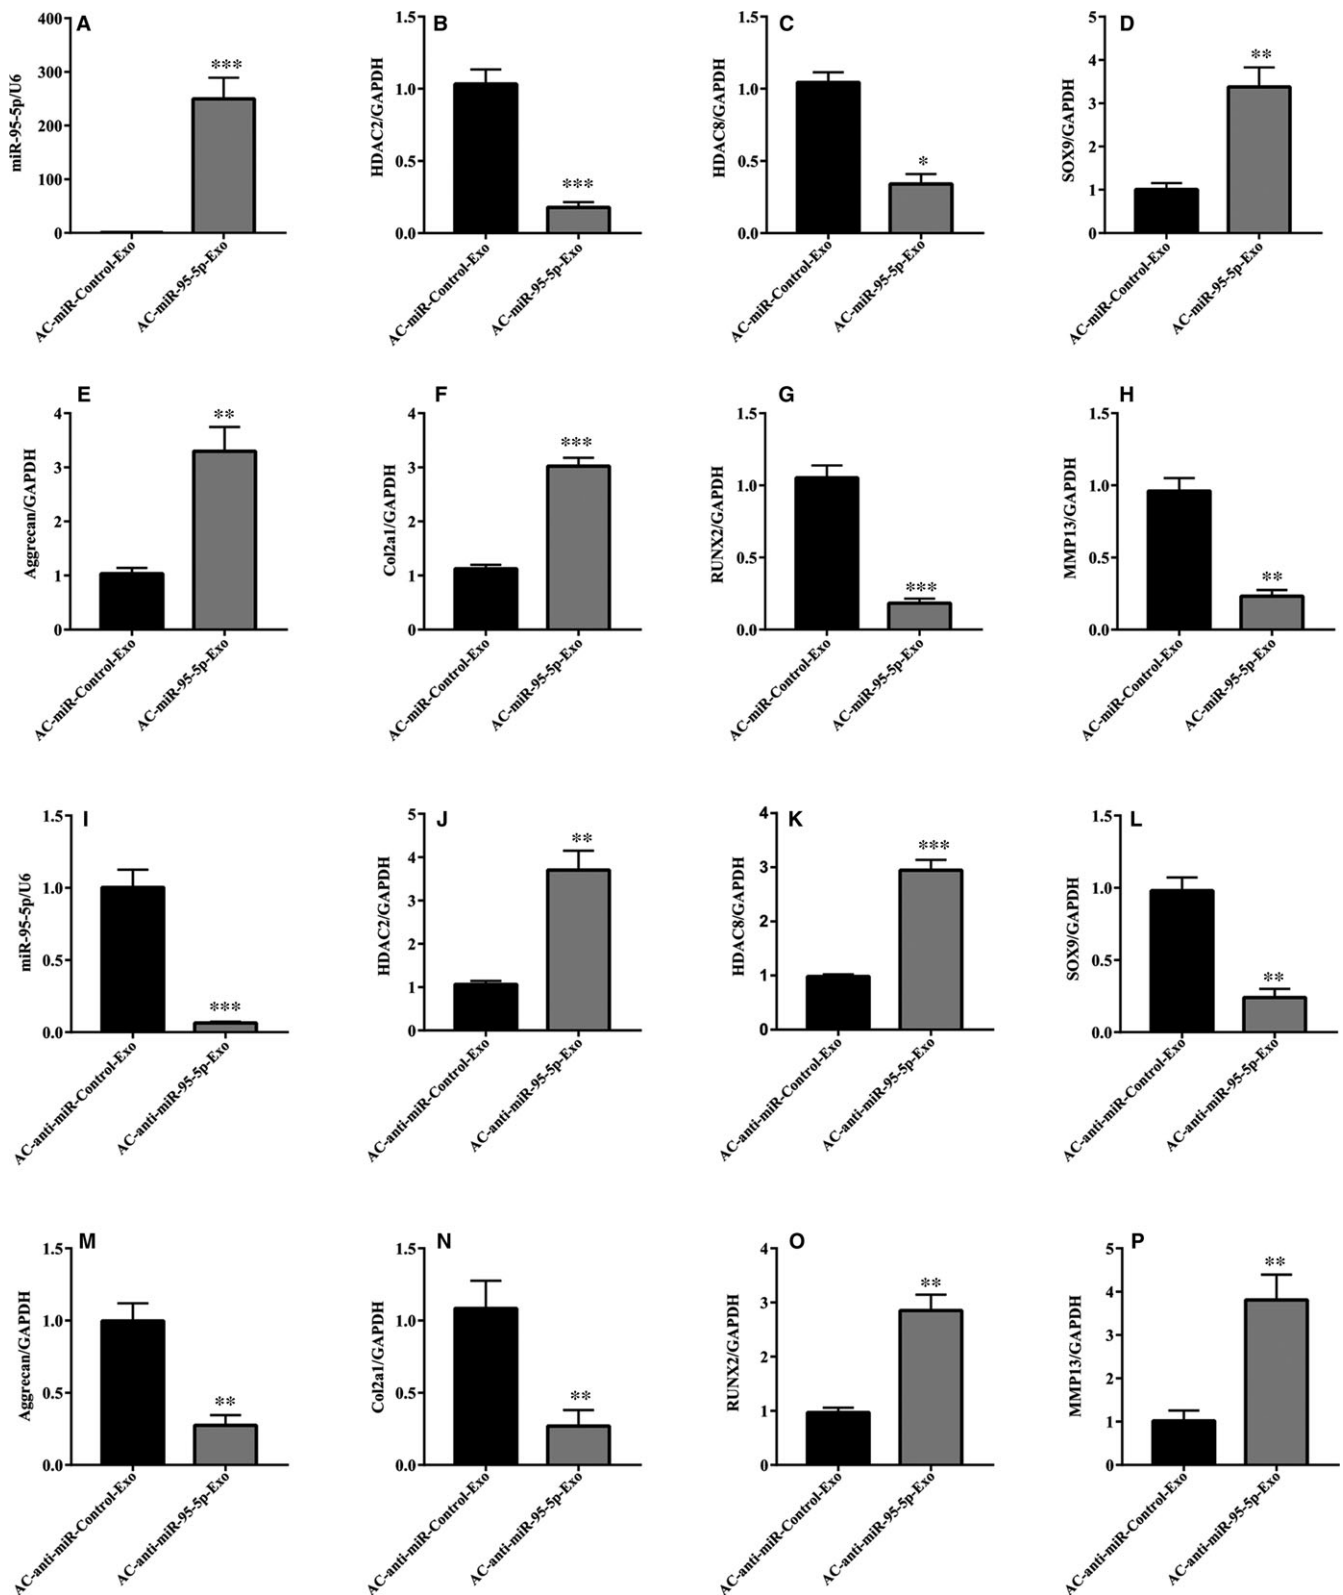 A
miR-95-5p/U6
400
300
200
100
0
***
AC-miR-Control-Exo
AC-miR-95-5p-Exo
B
HDAC2/GAPDH
1.5
1.0
0.5
0.0
***
AC-miR-Control-Exo
AC-miR-95-5p-Exo
C
HDAC8/GAPDH
1.5
1.0
0.5
0.0
*
AC-miR-Control-Exo
AC-miR-95-5p-Exo
D
SOX9/GAPDH
5
4
3
2
1
0
**
AC-miR-Control-Exo
AC-miR-95-5p-Exo
E
Aggrecan/GAPDH
4
3
2
1
0
**
AC-miR-Control-Exo
AC-miR-95-5p-Exo
F
Col2a1/GAPDH
4
3
2
1
0
***
AC-miR-Control-Exo
AC-miR-95-5p-Exo
G
RUNX2/GAPDH
1.5
1.0
0.5
0.0
***
AC-miR-Control-Exo
AC-miR-95-5p-Exo
H
MMP13/GAPDH
1.5
1.0
0.5
0.0
**
AC-miR-Control-Exo
AC-miR-95-5p-Exo
I
miR-95-5p/U6
1.5
1.0
0.5
0.0
***
AC-anti-miR-Control-Exo
AC-anti-miR-95-5p-Exo
J
HDAC2/GAPDH
5
4
3
2
1
0
**
AC-anti-miR-Control-Exo
AC-anti-miR-95-5p-Exo
K
HDAC8/GAPDH
4
3
2
1
0
***
AC-anti-miR-Control-Exo
AC-anti-miR-95-5p-Exo
L
SOX9/GAPDH
1.5
1.0
0.5
0.0
**
AC-anti-miR-Control-Exo
AC-anti-miR-95-5p-Exo
M
Aggrecan/GAPDH
1.5
1.0
0.5
0.0
**
AC-anti-miR-Control-Exo
AC-anti-miR-95-5p-Exo
N
Col2a1/GAPDH
1.5
1.0
0.5
0.0
**
AC-anti-miR-Control-Exo
AC-anti-miR-95-5p-Exo
O
RUNX2/GAPDH
4
3
2
1
0
**
AC-anti-miR-Control-Exo
AC-anti-miR-95-5p-Exo
P
MMP13/GAPDH
5
4
3
2
1
0
**
AC-anti-miR-Control-Exo
AC-anti-miR-95-5p-Exo